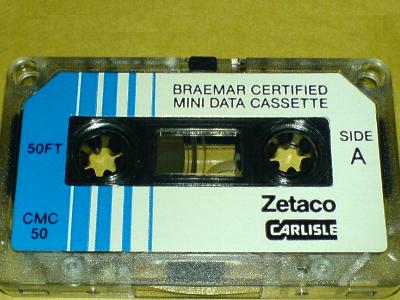 BRAEMAR CERTIFIED
MINI DATA CASSETTE
50FT
SIDE
A
Zetaco
CMC
50
CARLISLE